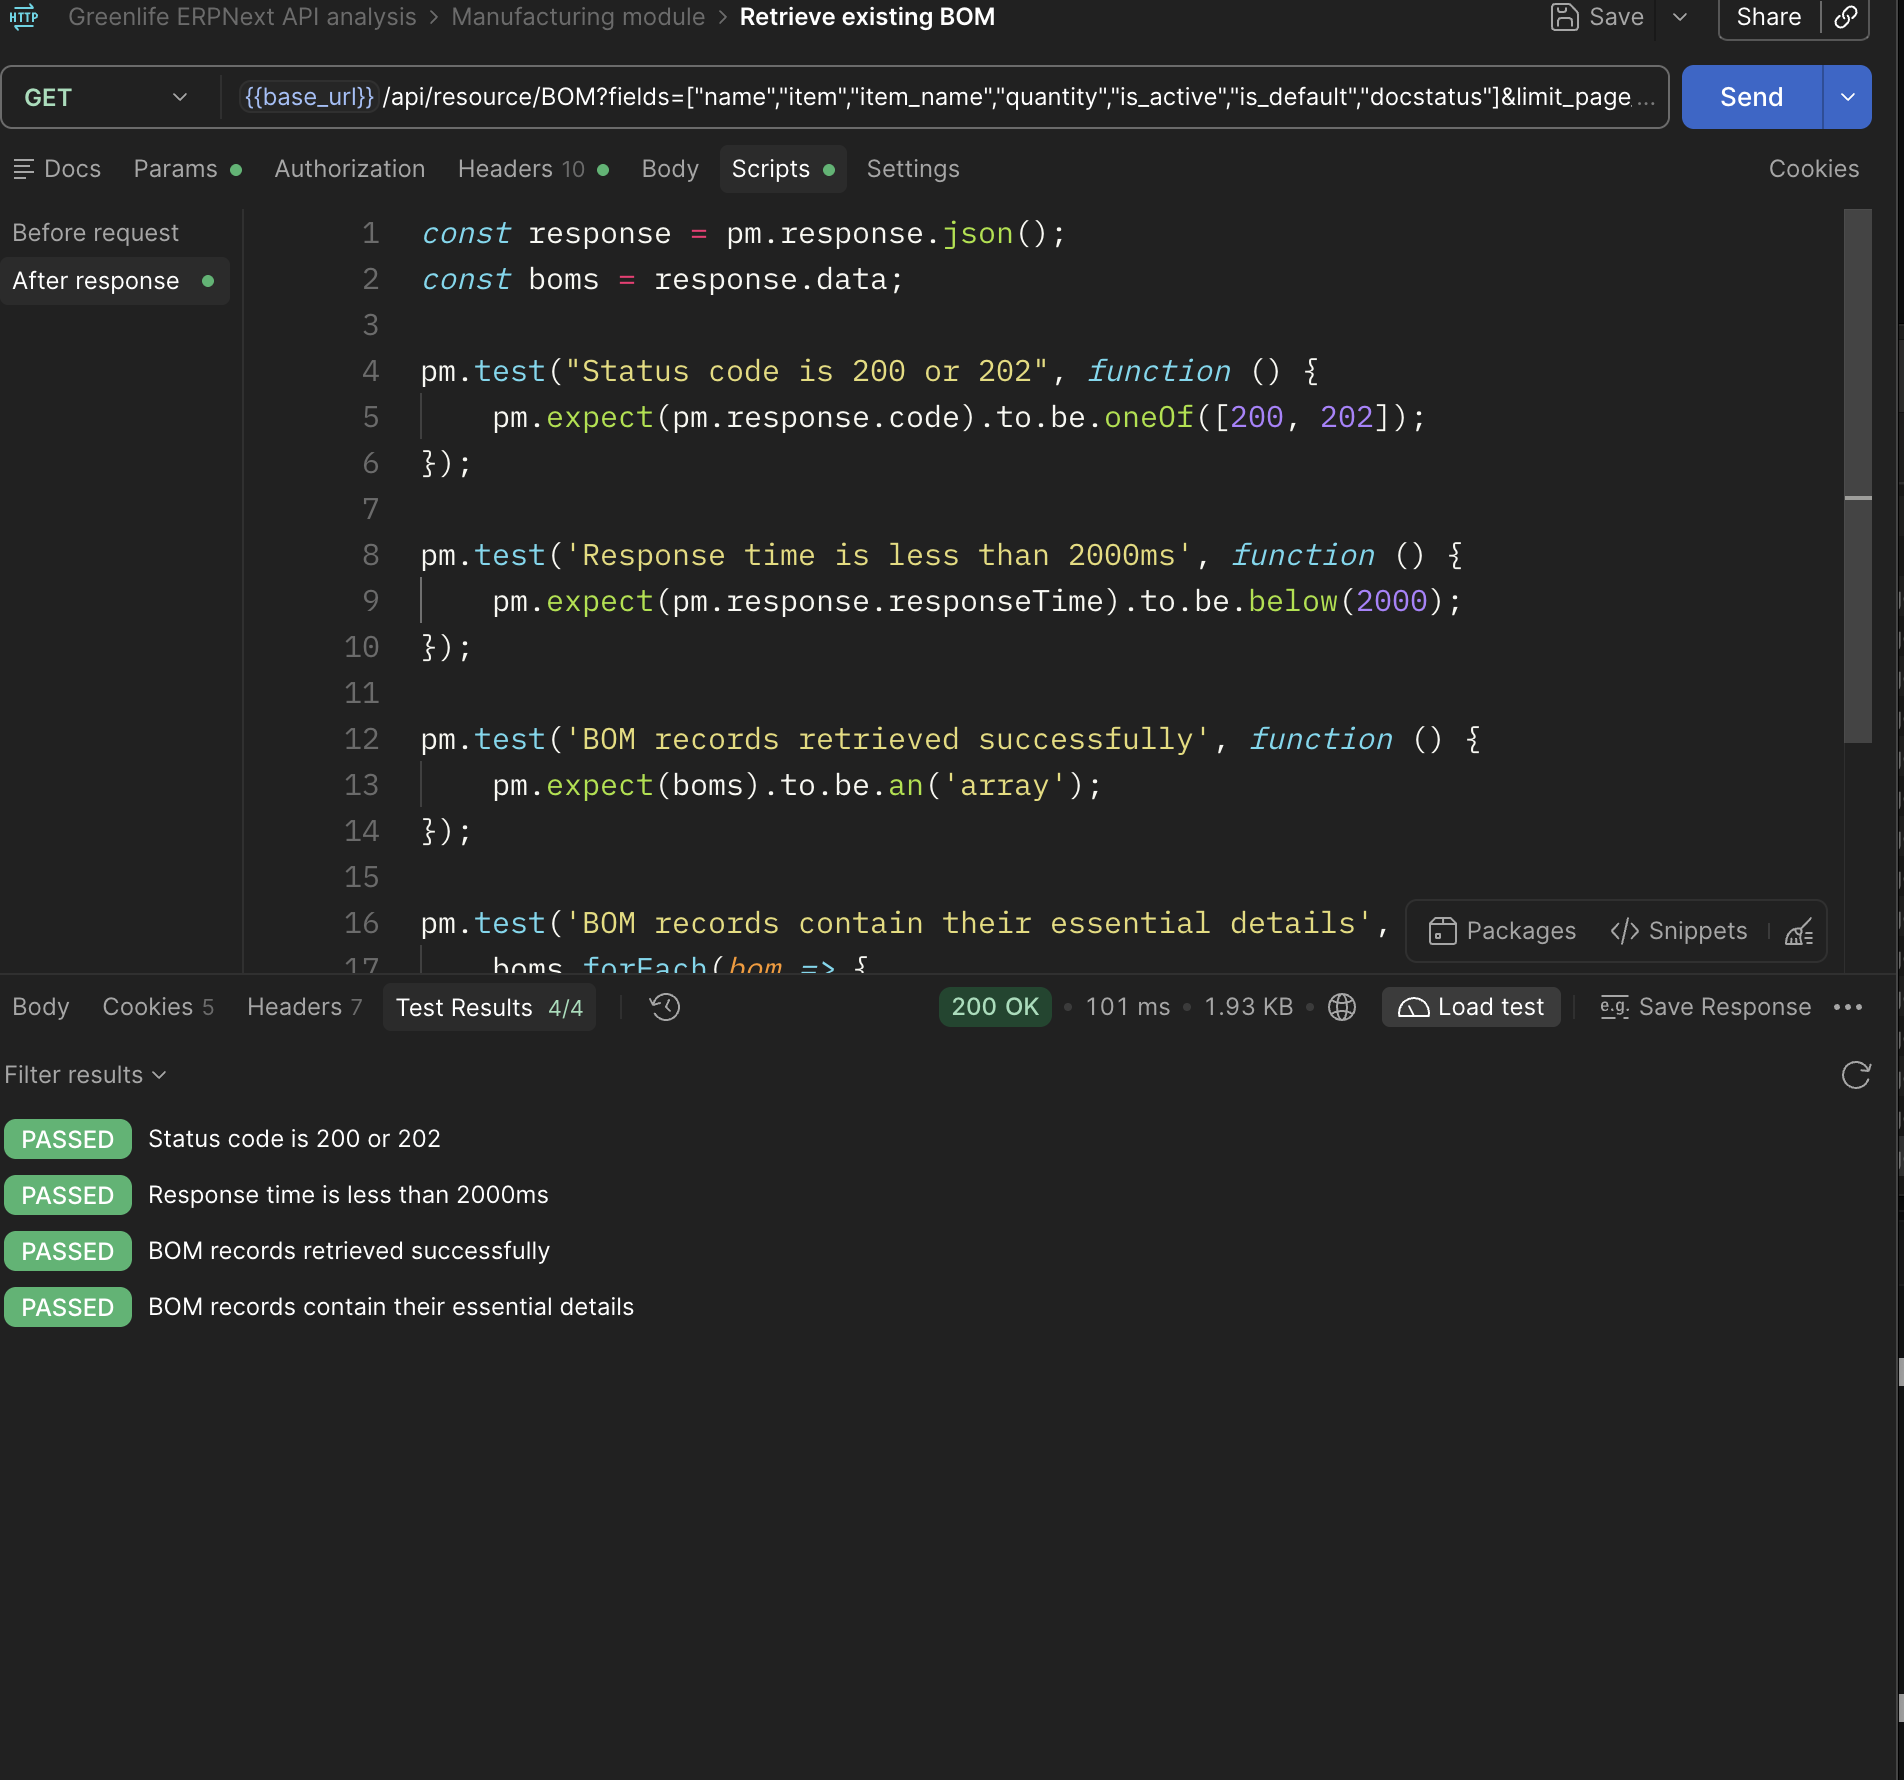 HTTP Greenlife ERPNext API analysis > Manufacturing module > Retrieve existing BOM Save Share
GET {{base_url}}/api/resource/BOM?fields=["name","item","item_name","quantity","is_active","is_default","docstatus"]&limit_page... Send
Docs Params Authorization Headers 10 Body Scripts Settings Cookies
Before request
After response
1 const response = pm.response.json();
2 const boms = response.data;
3
4 pm.test("Status code is 200 or 202", function () {
5 pm.expect(pm.response.code).to.be.oneOf([200, 202]);
6 });
7
8 pm.test('Response time is less than 2000ms', function () {
9 pm.expect(pm.response.responseTime).to.be.below(2000);
10 });
11
12 pm.test('BOM records retrieved successfully', function () {
13 pm.expect(boms).to.be.an('array');
14 });
15
16 pm.test('BOM records contain their essential details',
17 boms.forEach(bom => {
Packages </> Snippets
Body Cookies 5 Headers 7 Test Results 4/4 200 OK • 101 ms • 1.93 KB • Load test e.g. Save Response
Filter results
PASSED Status code is 200 or 202
PASSED Response time is less than 2000ms
PASSED BOM records retrieved successfully
PASSED BOM records contain their essential details